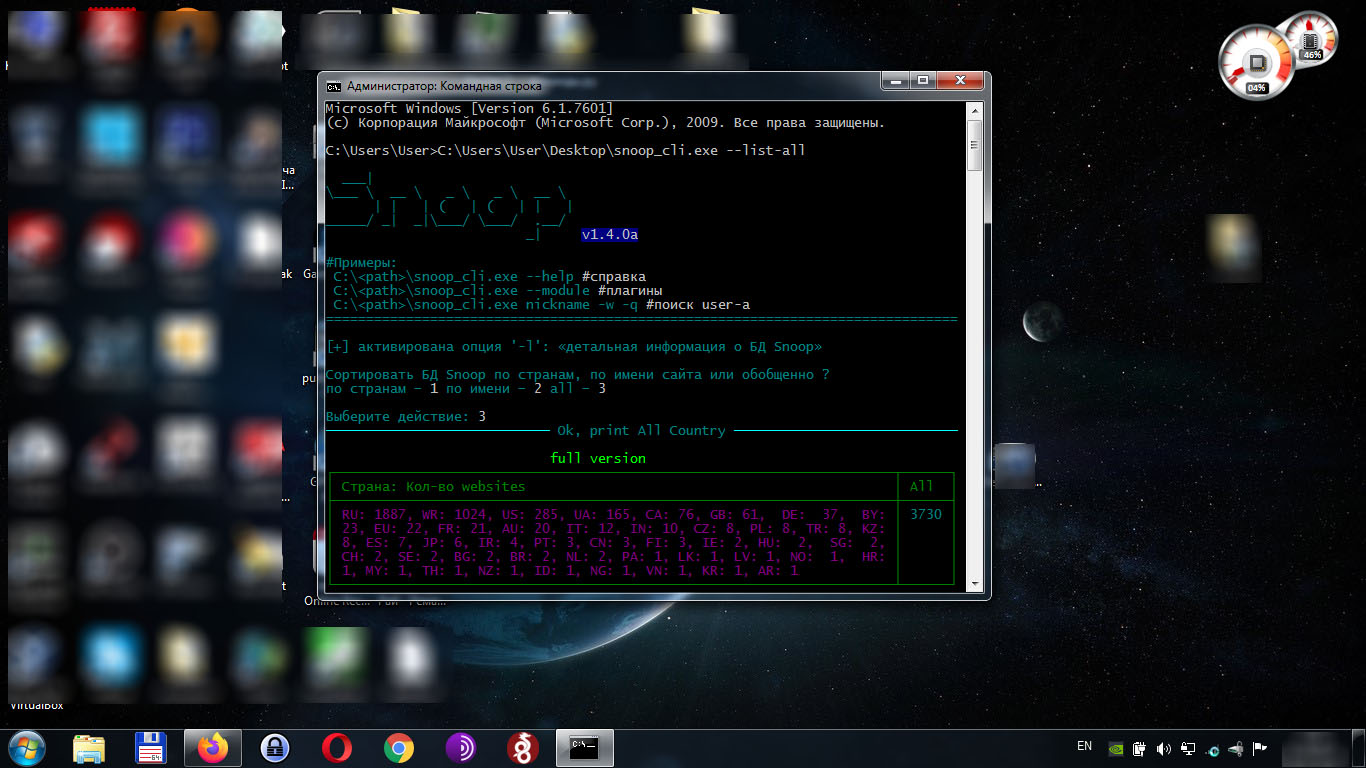 46%
04%
Администратор: Командная строка
Microsoft Windows [Version 6.1.7601]
(c) Корпорация Майкрософт (Microsoft Corp.), 2009. Все права защищены.
C:\Users\User>C:\Users\User\Desktop\snoop_cli.exe --list-all
Snoop
v1.4.0a
#Примеры:
C:\<path>\snoop_cli.exe --help #справка
C:\<path>\snoop_cli.exe --module #плагины
C:\<path>\snoop_cli.exe nickname -w -q #поиск user-а
[+] активирована опция '-l': «детальная информация о БД Snoop»
Сортировать БД Snoop по странам, по имени сайта или обобщенно ?
по странам - 1 по имени - 2 all - 3
Выберите действие: 3
Ok, print All Country
full version
Страна: Кол-во websites All
RU: 1887, WR: 1024, US: 285, UA: 165, CA: 76, GB: 61, DE: 37, BY: 3730
23, EU: 22, FR: 21, AU: 20, IT: 12, IN: 10, CZ: 8, PL: 8, TR: 8, KZ:
8, ES: 7, JP: 6, IR: 4, PT: 3, CN: 3, FI: 3, IE: 2, HU: 2, SG: 2,
CH: 2, SE: 2, BG: 2, BR: 2, NL: 2, PA: 1, LK: 1, LV: 1, NO: 1, HR:
1, MY: 1, TH: 1, NZ: 1, ID: 1, NG: 1, VN: 1, KR: 1, AR: 1
VirtualBox
64
EN